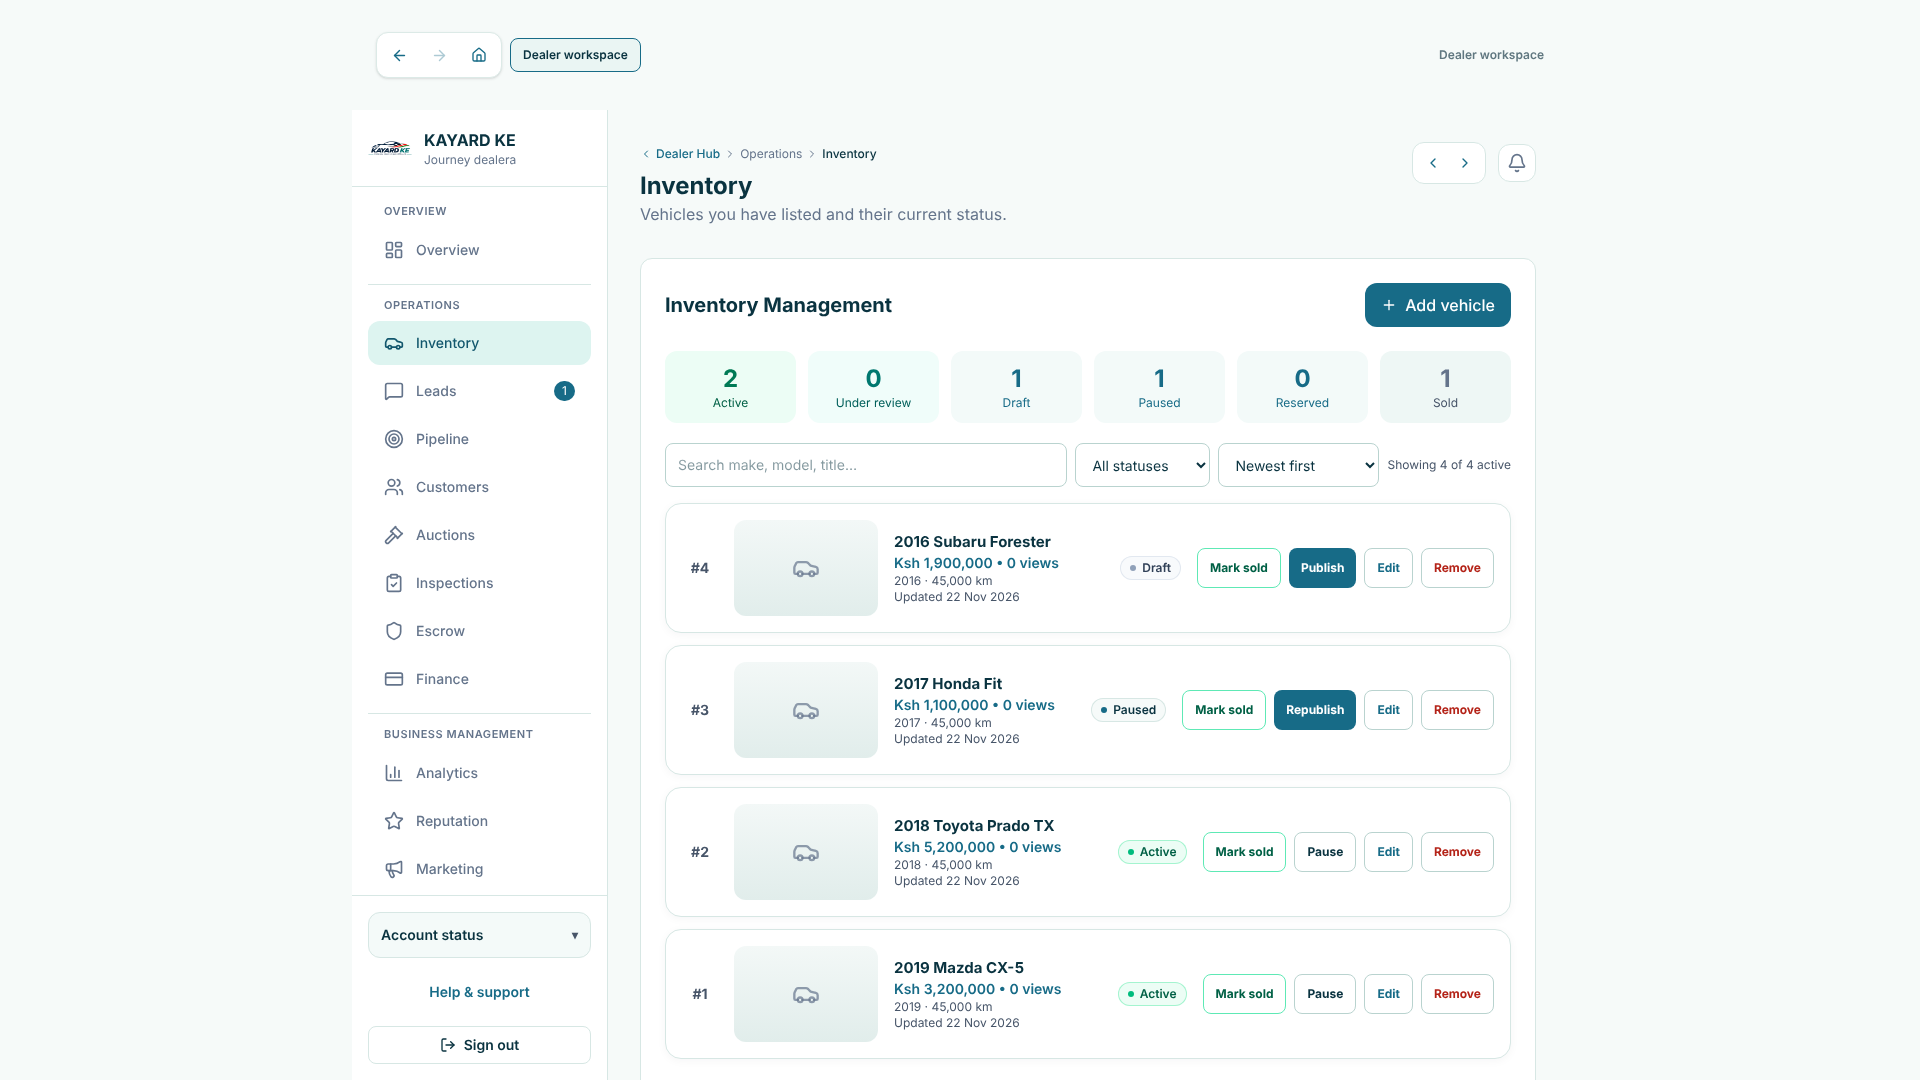 Dealer workspace
Dealer workspace
KAYARD KE
KAYARD KE
Journey dealera
OVERVIEW
Overview
OPERATIONS
Inventory
Leads
1
Pipeline
Customers
Auctions
Inspections
Escrow
Finance
BUSINESS MANAGEMENT
Analytics
Reputation
Marketing
Account status
Help & support
Sign out
Dealer Hub Operations Inventory
Inventory
Vehicles you have listed and their current status.
Inventory Management
+ Add vehicle
2
Active
0
Under review
1
Draft
1
Paused
0
Reserved
1
Sold
Search make, model, title...
All statuses
Newest first
Showing 4 of 4 active
#4
2016 Subaru Forester
Ksh 1,900,000 • 0 views
2016 · 45,000 km
Updated 22 Nov 2026
Draft
Mark sold
Publish
Edit
Remove
#3
2017 Honda Fit
Ksh 1,100,000 • 0 views
2017 · 45,000 km
Updated 22 Nov 2026
Paused
Mark sold
Republish
Edit
Remove
#2
2018 Toyota Prado TX
Ksh 5,200,000 • 0 views
2018 · 45,000 km
Updated 22 Nov 2026
Active
Mark sold
Pause
Edit
Remove
#1
2019 Mazda CX-5
Ksh 3,200,000 • 0 views
2019 · 45,000 km
Updated 22 Nov 2026
Active
Mark sold
Pause
Edit
Remove